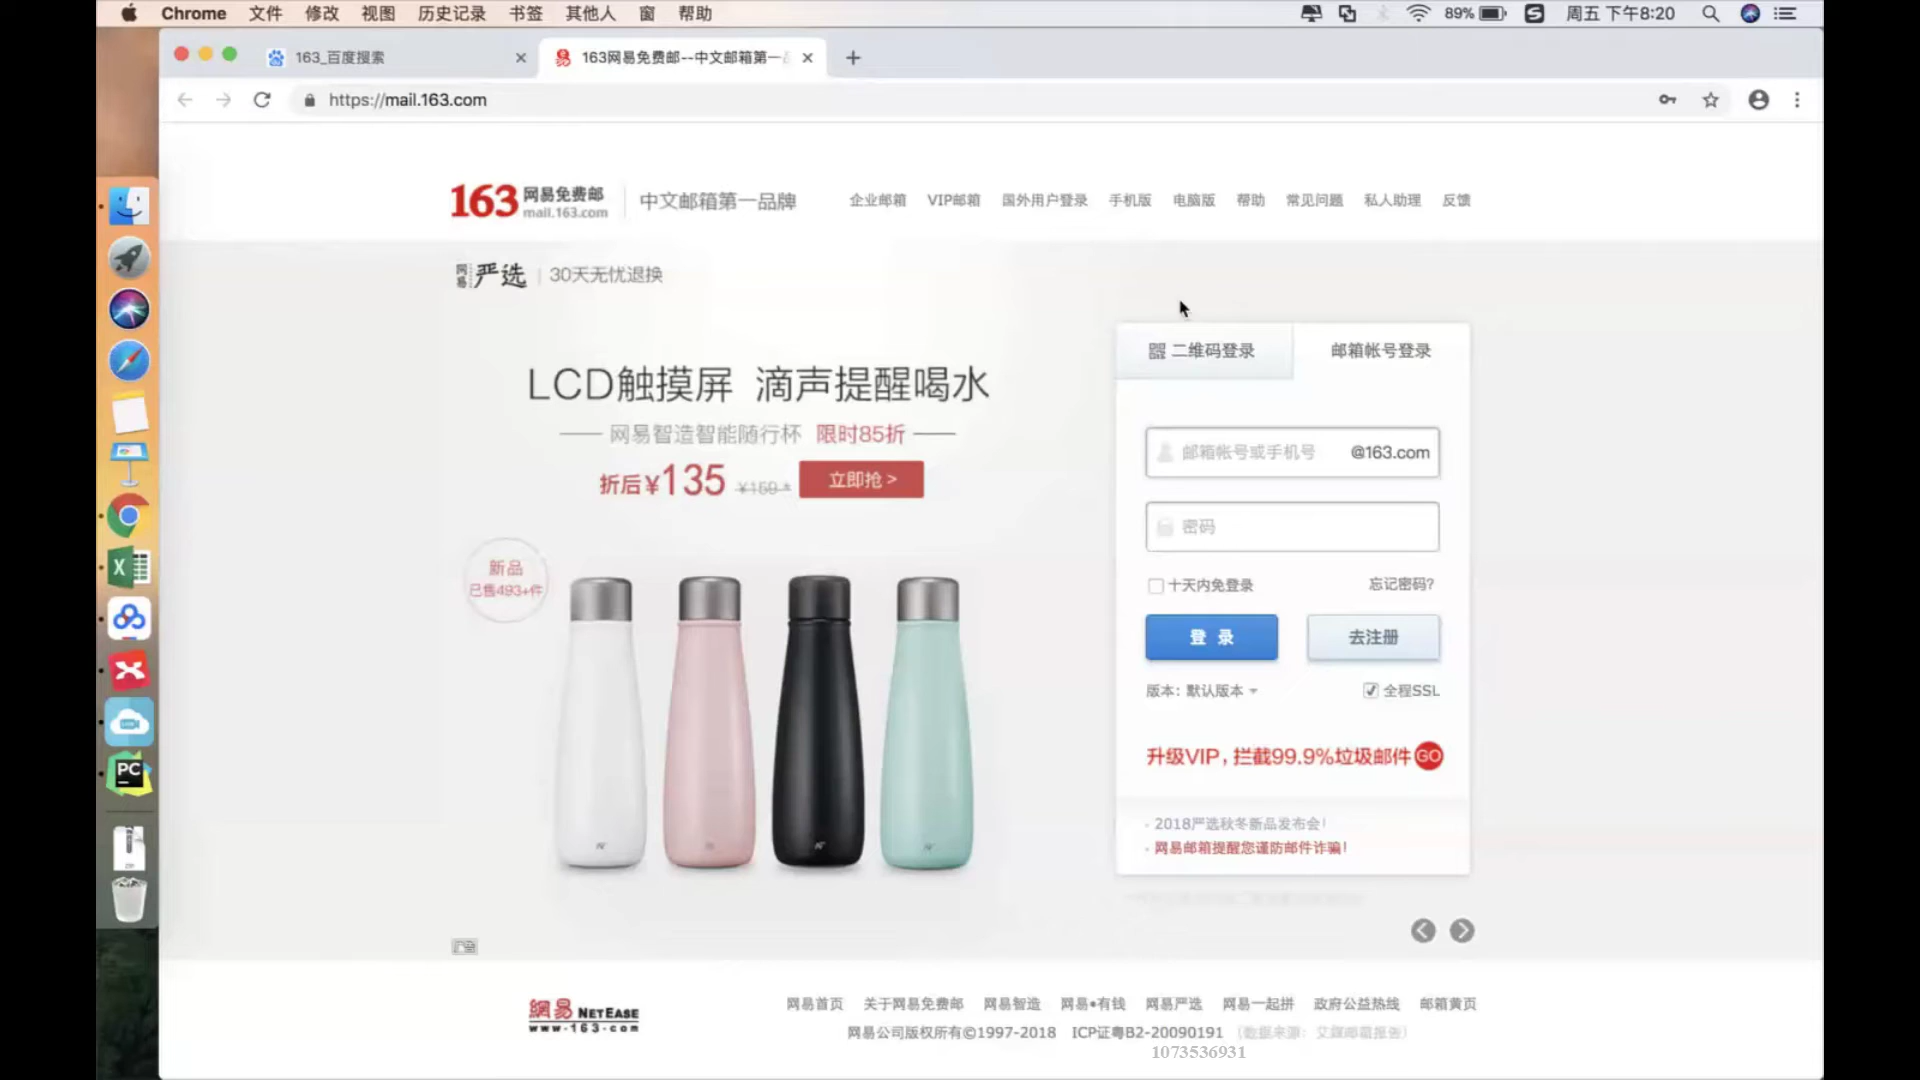 Chrome 文件 修改 视图 历史记录 书签 其他人 窗 帮助 89% 周五 下午8:20
163_百度搜索 163网易免费邮--中文邮箱第一
https://mail.163.com
163 网易免费邮 mail.163.com 中文邮箱第一品牌 企业邮箱 VIP邮箱 国外用户登录 手机版 电脑版 帮助 常见问题 私人助理 反馈
网易严选 30天无忧退换
二维码登录 邮箱帐号登录
LCD触摸屏 滴声提醒喝水
网易智造智能随行杯 限时85折
邮箱帐号或手机号 @163.com
折后¥135 ¥159 立即抢 >
密码
新品
已售493+件
十天内免登录 忘记密码?
登 录 去注册
版本: 默认版本 全程SSL
升级VIP，拦截99.9%垃圾邮件 GO
2018严选秋冬新品发布会!
网易邮箱提醒您谨防邮件诈骗!
網易 NETEASE
www.163.com
网易首页 关于网易免费邮 网易智造 网易•有钱 网易严选 网易一起拼 政府公益热线 邮箱黄页
网易公司版权所有©1997-2018 ICP证粤B2-20090191
1073536931